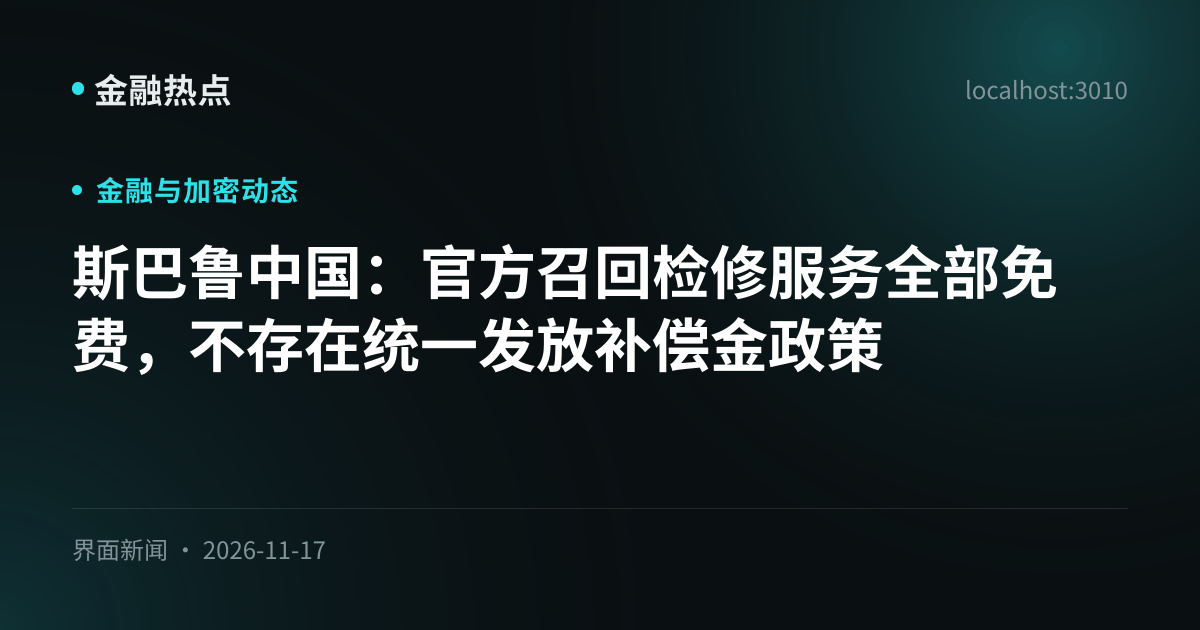 金融热点
localhost:3010
金融与加密动态
斯巴鲁中国：官方召回检修服务全部免
费，不存在统一发放补偿金政策
界面新闻 · 2026-11-17